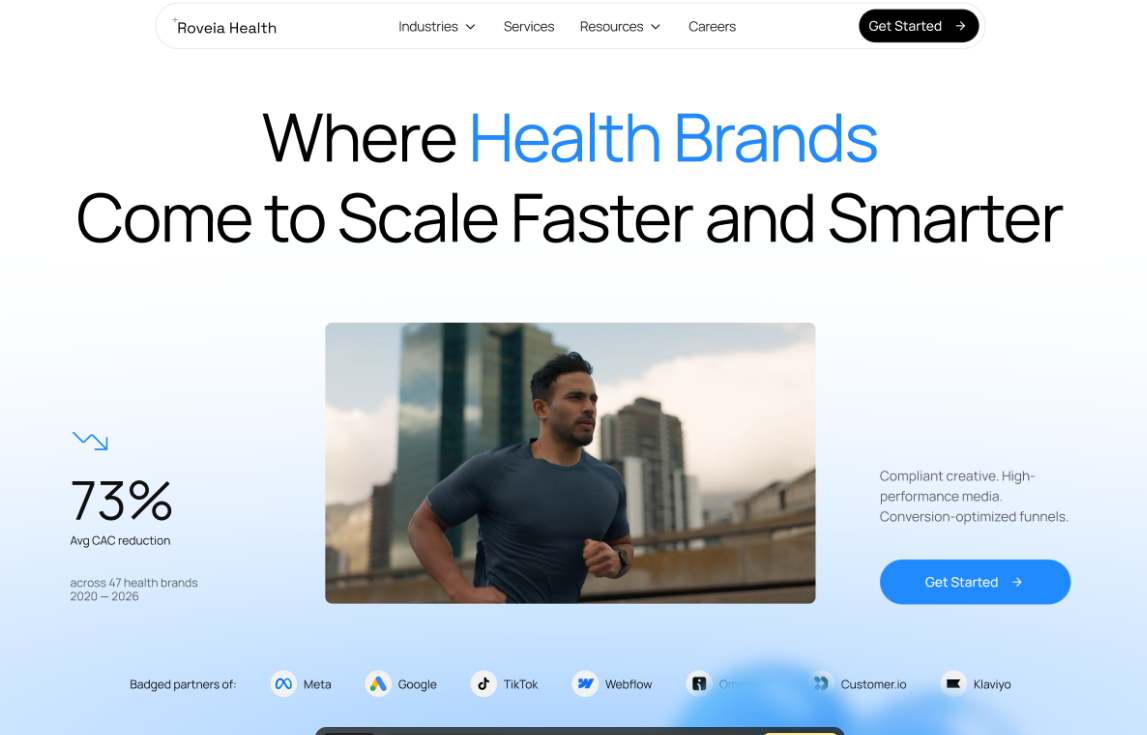 Roveia Health
Industries
Services
Resources
Careers
Get Started
Where Health Brands
Come to Scale Faster and Smarter
73%
Avg CAC reduction
across 47 health brands
2020 — 2026
Compliant creative. High-
performance media.
Conversion-optimized funnels.
Get Started
Badged partners of:
Meta
Google
TikTok
Webflow
Customer.io
Klaviyo